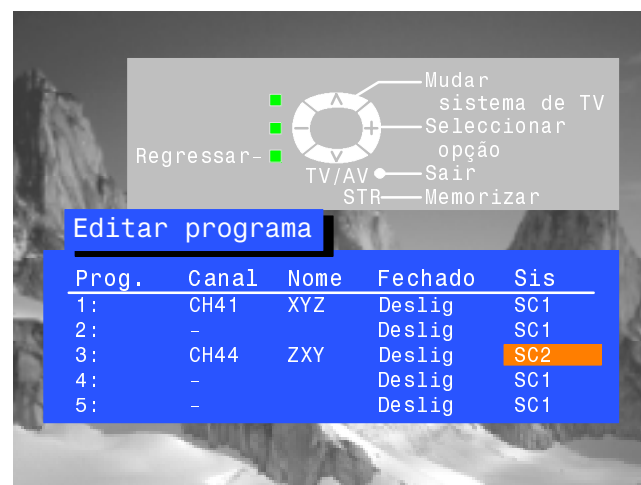 Mudar
sistema de TV
Seleccionar
opção
Regressar
TV/AV Sair
STR Memorizar
Editar programa
Prog. Canal Nome Fechado Sis
1: CH41 XYZ Deslig SC1
2: – Deslig SC1
3: CH44 ZXY Deslig SC2
4: – Deslig SC1
5: – Deslig SC1